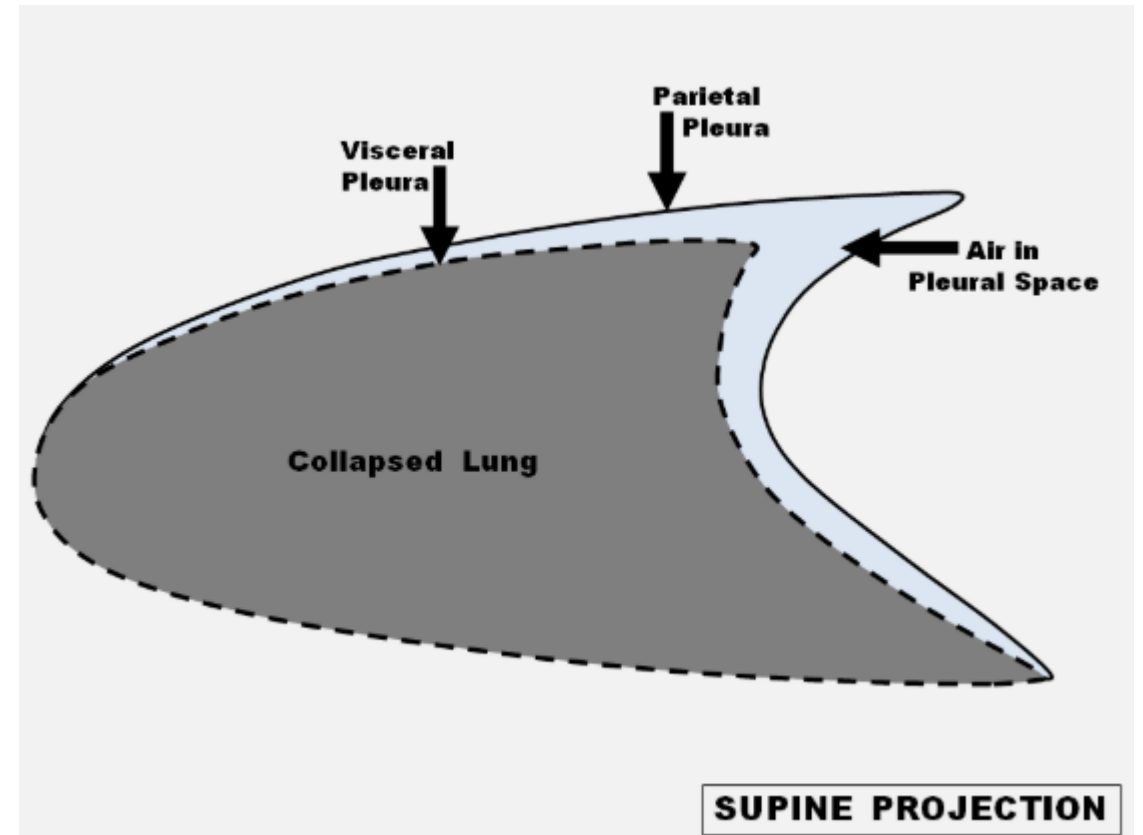 Parietal
Pleura
Visceral
Pleura
Air in
Pleural Space
Collapsed Lung
SUPINE PROJECTION